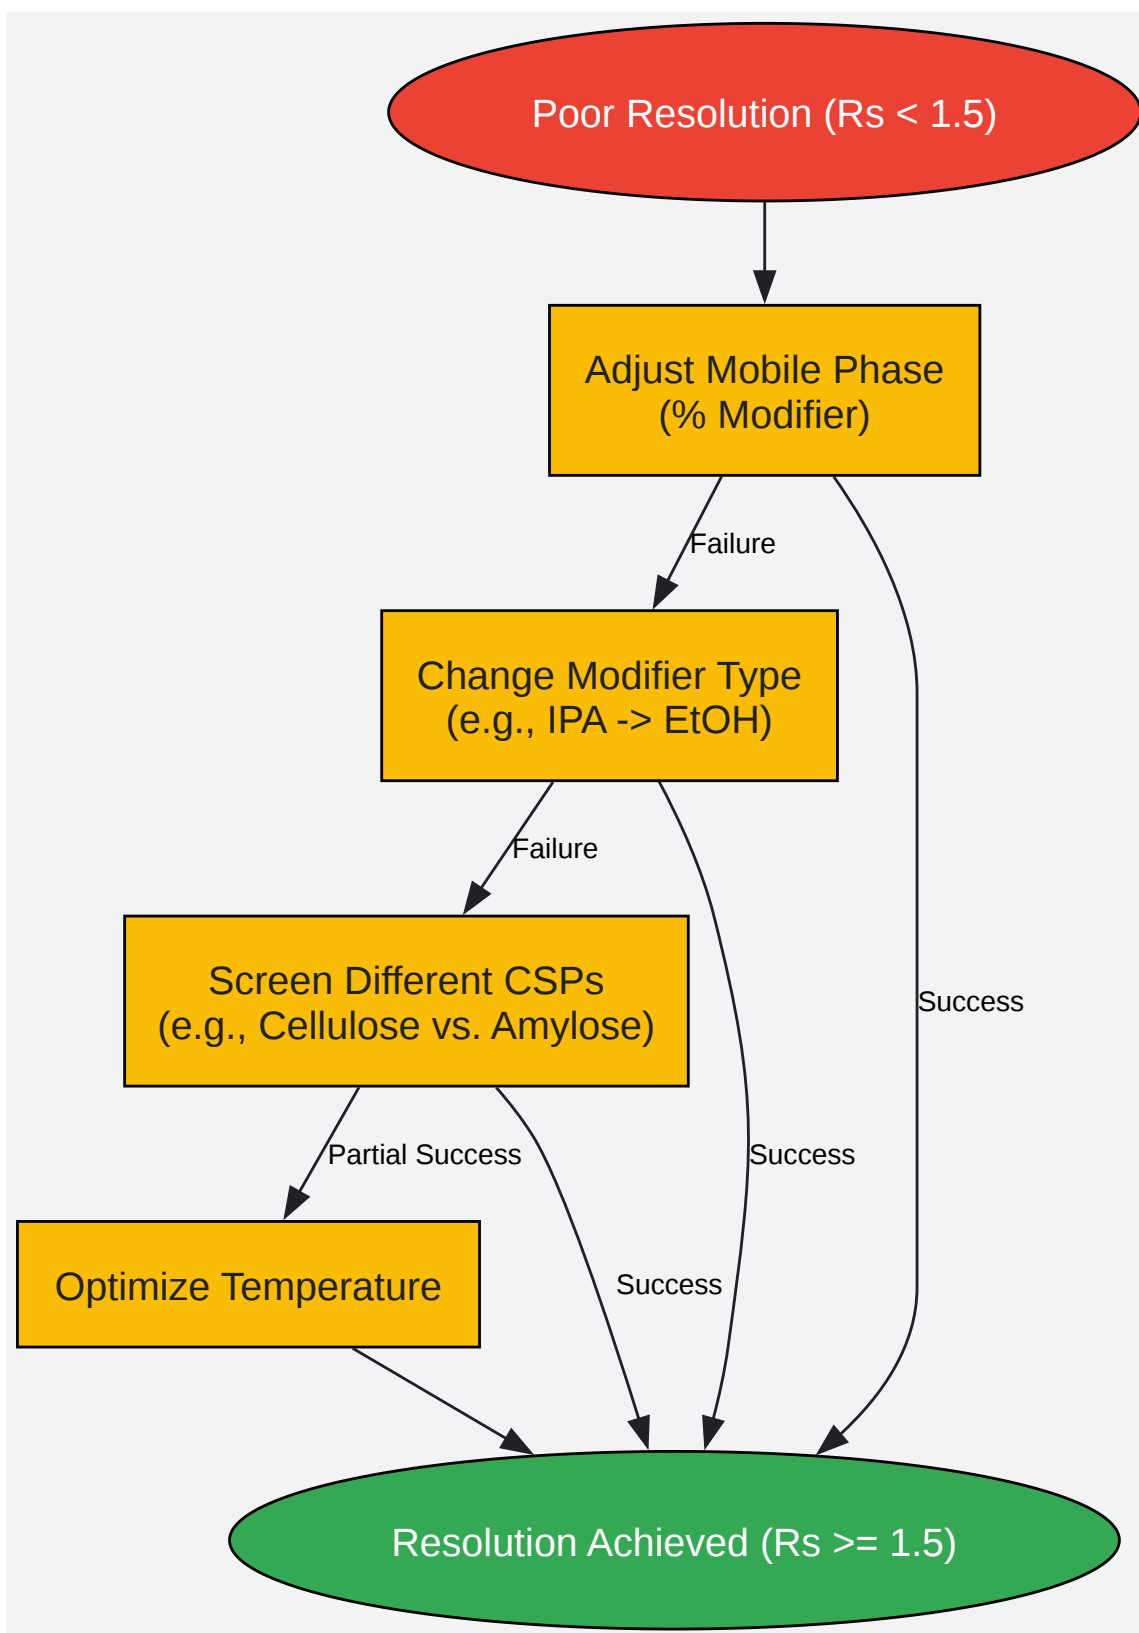 Poor Resolution (Rs < 1.5)
Adjust Mobile Phase
(% Modifier)
Failure
Change Modifier Type
(e.g., IPA -> EtOH)
Failure
Screen Different CSPs
(e.g., Cellulose vs. Amylose)
Success
Partial Success
Success
Optimize Temperature
Success
Resolution Achieved (Rs >= 1.5)